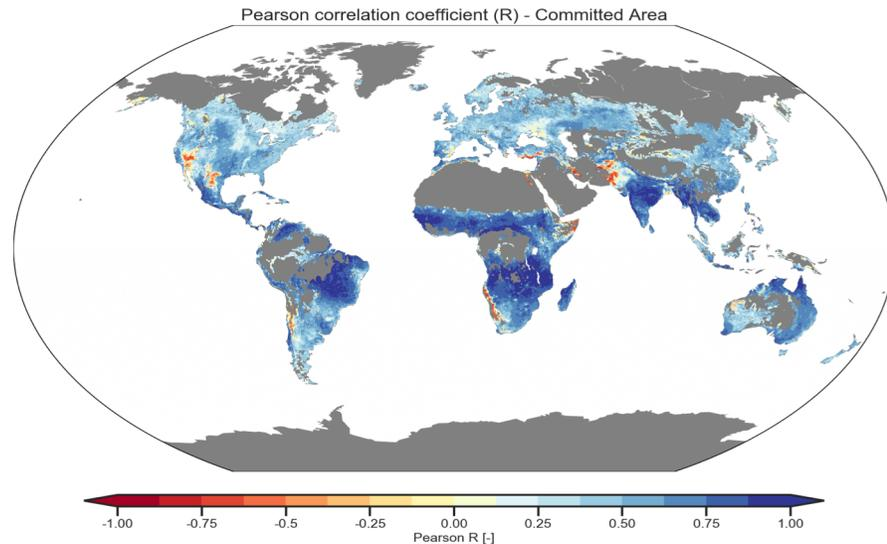 Pearson correlation coefficient (R) - Committed Area
-1.00 -0.75 -0.5 -0.25 0.00 0.25 0.50 0.75 1.00
Pearson R [-]